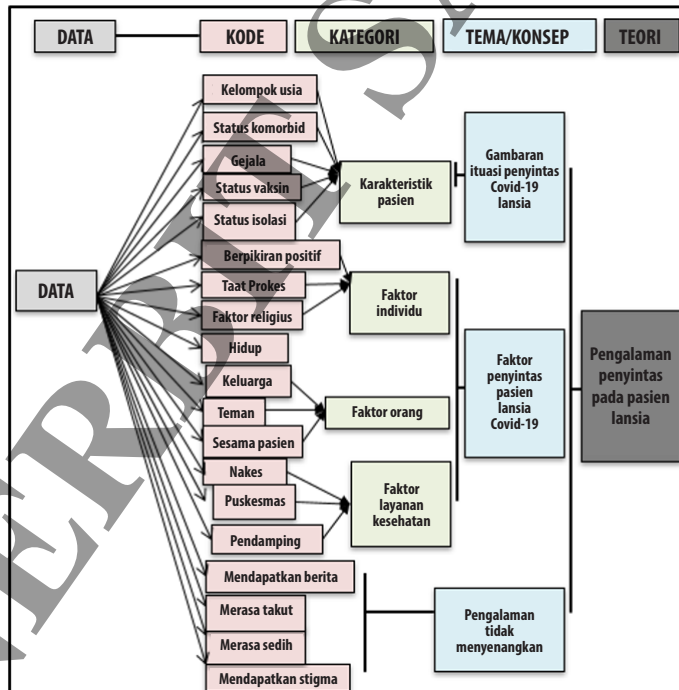 DATA
KODE
KATEGORI
TEMA/KONSEP
TEORI
DATA
Kelompok usia
Status komorbid
Gejala
Status vaksin
Status isolasi
Berpikiran positif
Taat Prokes
Faktor religius
Hidup
Keluarga
Teman
Sesama pasien
Nakes
Puskesmas
Pendamping
Mendapatkan berita
Merasa takut
Merasa sedih
Mendapatkan stigma
Karakteristik
pasien
Faktor
individu
Faktor orang
Faktor
layanan
kesehatan
Gambaran
ituasi penyintas
Covid-19
lansia
Faktor
penyintas
pasien
lansia
Covid-19
Pengalaman
tidak
menyenangkan
Pengalaman
penyintas
pada pasien
lansia